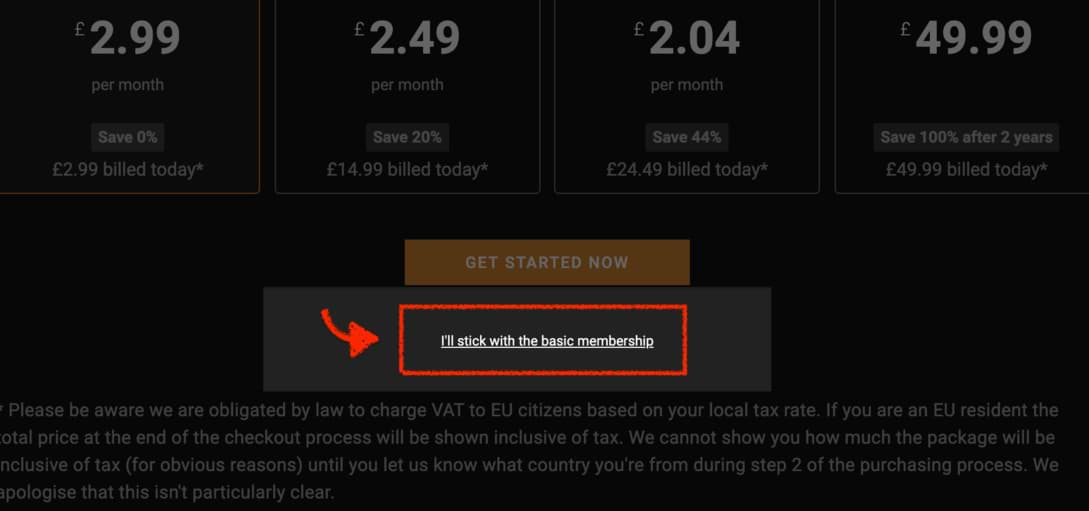 £2.99 £2.49 £2.04 £49.99
per month per month per month
Save 0% Save 20% Save 44% Save 100% after 2 years
£2.99 billed today* £14.99 billed today* £24.49 billed today* £49.99 billed today*
GET STARTED NOW
I'll stick with the basic membership
* Please be aware we are obligated by law to charge VAT to EU citizens based on your local tax rate. If you are an EU resident the
total price at the end of the checkout process will be shown inclusive of tax. We cannot show you how much the package will be
inclusive of tax (for obvious reasons) until you let us know what country you're from during step 2 of the purchasing process. We
apologise that this isn't particularly clear.